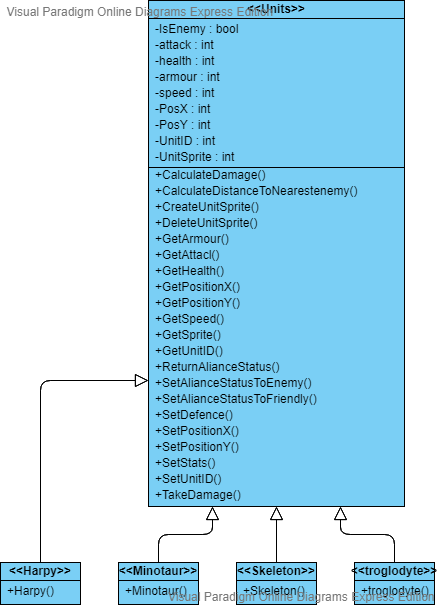 Visual Paradigm Online Diagrams Express Edition
<<Units>>
-IsEnemy : bool
-attack : int
-health : int
-armour : int
-speed : int
-PosX : int
-PosY : int
-UnitID : int
-UnitSprite : int
+CalculateDamage()
+CalculateDistanceToNearestenemy()
+CreateUnitSprite()
+DeleteUnitSprite()
+GetArmour()
+GetAttacl()
+GetHealth()
+GetPositionX()
+GetPositionY()
+GetSpeed()
+GetSprite()
+GetUnitID()
+ReturnAlianceStatus()
+SetAlianceStatusToEnemy()
+SetAlianceStatusToFriendly()
+SetDefence()
+SetPositionX()
+SetPositionY()
+SetStats()
+SetUnitID()
+TakeDamage()
<<Harpy>>
+Harpy()
<<Minotaur>>
+Minotaur()
<<Skeleton>>
+Skeleton()
<<troglodyte>>
+troglodyte()
Visual Paradigm Online Diagrams Express Edition